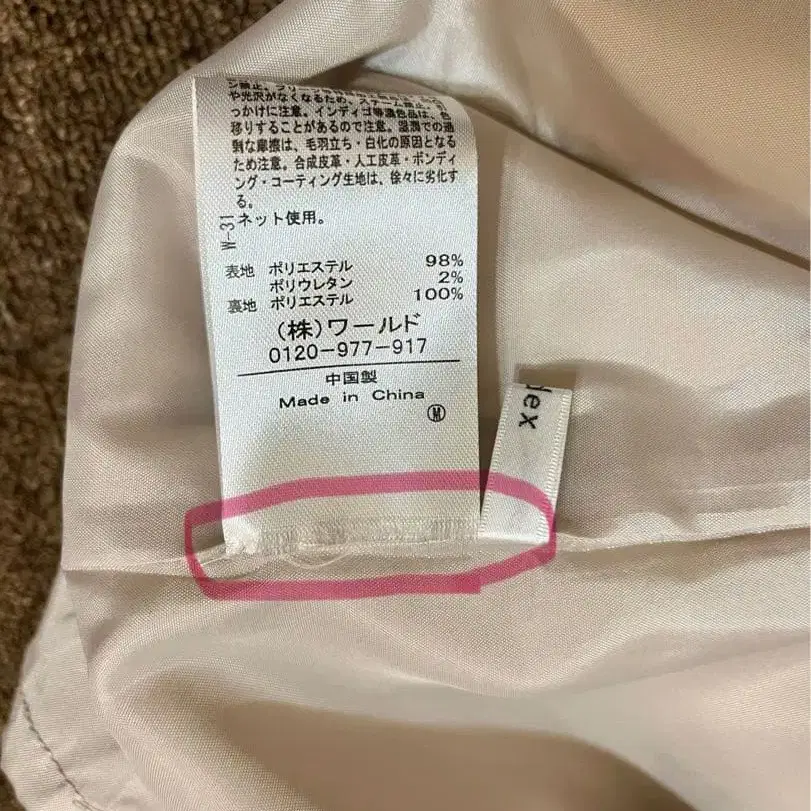 や光沢がなくなるため、スチーム禁止。
っかけに注意。インディゴ等濃色品は、色
移りすることがあるので注意。湿潤での過
剰な摩擦は、毛羽立ち・白化の原因となる
ため注意。合成皮革・人工皮革・ボンディ
ング・コーティング生地は、徐々に劣化す
る。
ネット使用。
W-31
表地 ポリエステル 98%
ポリウレタン 2%
裏地 ポリエステル 100%
(株)ワールド
0120-977-917
中国製
Made in China
M
dex